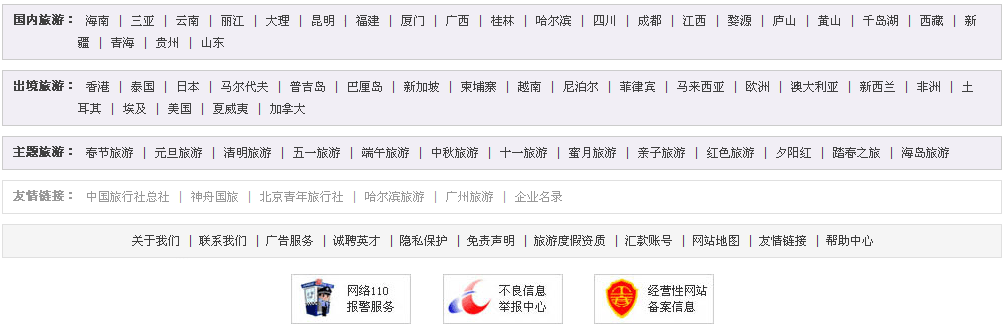 国内旅游： 海南 | 三亚 | 云南 | 丽江 | 大理 | 昆明 | 福建 | 厦门 | 广西 | 桂林 | 哈尔滨 | 四川 | 成都 | 江西 | 婺源 | 庐山 | 黄山 | 千岛湖 | 西藏 | 新
疆 | 青海 | 贵州 | 山东
出境旅游： 香港 | 泰国 | 日本 | 马尔代夫 | 普吉岛 | 巴厘岛 | 新加坡 | 柬埔寨 | 越南 | 尼泊尔 | 菲律宾 | 马来西亚 | 欧洲 | 澳大利亚 | 新西兰 | 非洲 | 土
耳其 | 埃及 | 美国 | 夏威夷 | 加拿大
主题旅游： 春节旅游 | 元旦旅游 | 清明旅游 | 五一旅游 | 端午旅游 | 中秋旅游 | 十一旅游 | 蜜月旅游 | 亲子旅游 | 红色旅游 | 夕阳红 | 踏春之旅 | 海岛旅游
友情链接： 中国旅行社总社 | 神舟国旅 | 北京青年旅行社 | 哈尔滨旅游 | 广州旅游 | 企业名录
关于我们 | 联系我们 | 广告服务 | 诚聘英才 | 隐私保护 | 免责声明 | 旅游度假资质 | 汇款账号 | 网站地图 | 友情链接 | 帮助中心
网络110
报警服务
不良信息
举报中心
经营性网站
备案信息